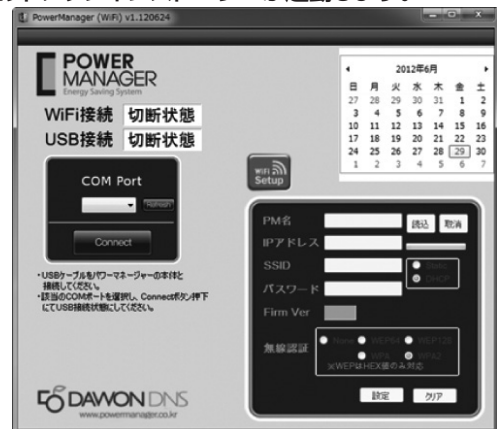 PowerManager (WiFi) v1.120624
POWER
MANAGER
Energy Saving System
WiFi接続 切断状態
USB接続 切断状態
COM Port
Refresh
Connect
・USBケーブルをパワーマネージャーの本体と
接続してください。
・該当のCOMポートを選択し、Connectボタン押下
にてUSB接続状態にしてください。
DAWON DNS
www.powermanager.co.kr
2012年6月
日 月 火 水 木 金 土
27 28 29 30 31 1 2
3 4 5 6 7 8 9
10 11 12 13 14 15 16
17 18 19 20 21 22 23
24 25 26 27 28 29 30
1 2 3 4 5 6 7
WiFi
Setup
PM名 読込 取消
IPアドレス
SSID Static
DHCP
パスワード
Firm Ver
無線認証 None WEP64 WEP128
WPA WPA2
※WEPはHEX値のみ対応
設定 クリア